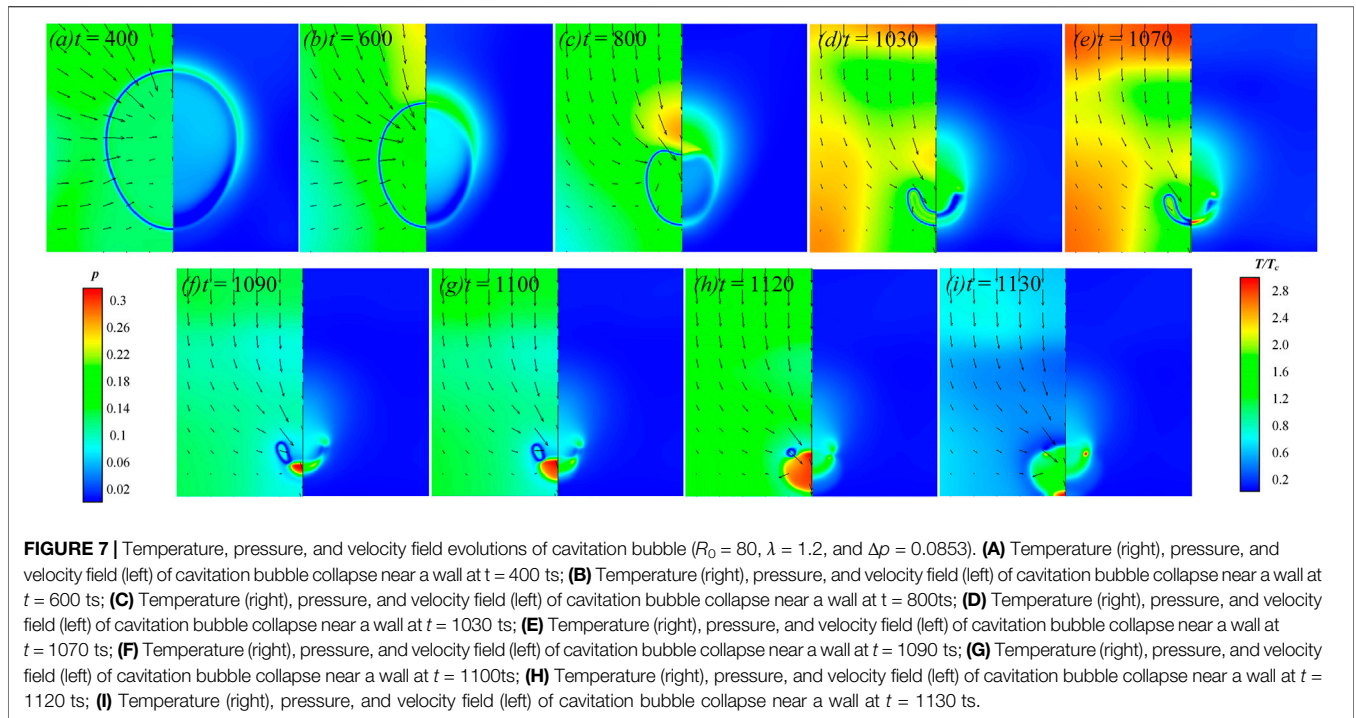 (a)t = 400
(b)t = 600
(c)t = 800
(d)t = 1030
(e)t = 1070
p
0.3
0.26
0.22
0.18
0.14
0.1
0.06
0.02
(f)t = 1090
(g)t = 1100
(h)t = 1120
(i)t = 1130
T/Tc
2.8
2.4
2
1.6
1.2
0.8
0.6
0.2
FIGURE 7 | Temperature, pressure, and velocity field evolutions of cavitation bubble (R0 = 80, λ = 1.2, and Δp = 0.0853). (A) Temperature (right), pressure, and
velocity field (left) of cavitation bubble collapse near a wall at t = 400 ts; (B) Temperature (right), pressure, and velocity field (left) of cavitation bubble collapse near a wall at
t = 600 ts; (C) Temperature (right), pressure, and velocity field (left) of cavitation bubble collapse near a wall at t = 800ts; (D) Temperature (right), pressure, and velocity
field (left) of cavitation bubble collapse near a wall at t = 1030 ts; (E) Temperature (right), pressure, and velocity field (left) of cavitation bubble collapse near a wall at
t = 1070 ts; (F) Temperature (right), pressure, and velocity field (left) of cavitation bubble collapse near a wall at t = 1090 ts; (G) Temperature (right), pressure, and velocity
field (left) of cavitation bubble collapse near a wall at t = 1100ts; (H) Temperature (right), pressure, and velocity field (left) of cavitation bubble collapse near a wall at t =
1120 ts; (I) Temperature (right), pressure, and velocity field (left) of cavitation bubble collapse near a wall at t = 1130 ts.